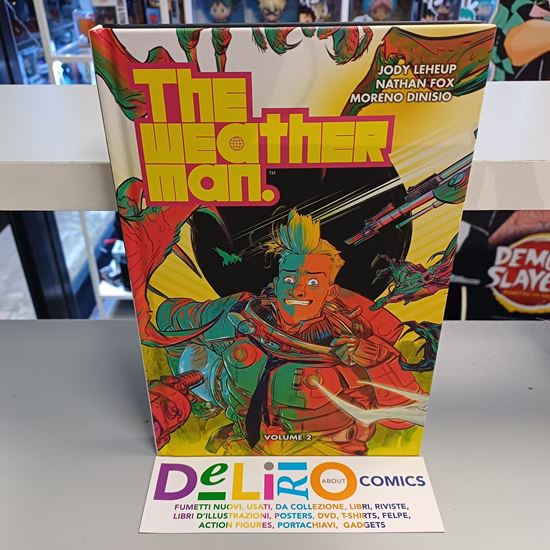 JODY LEHEUP
NATHAN FOX
MORENO DINISIO
The
weather
man.™
VOLUME 2
DEMO
SLAYE
DeLiRiO ABOUT COMICS
FUMETTI NUOVI, USATI, DA COLLEZIONE, LIBRI, RIVISTE,
LIBRI D'ILLUSTRAZIONI, POSTERS, DVD, T-SHIRTS, FELPE,
ACTION FIGURES, PORTACHIAVI, GADGETS